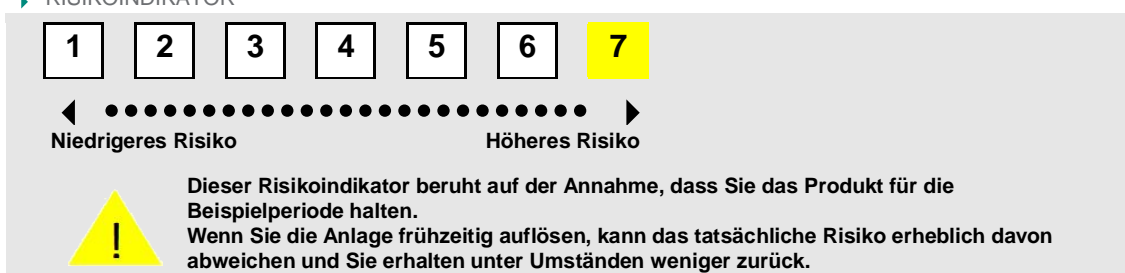 RISIKOINDIKATOR
1 2 3 4 5 6 7
Niedrigeres Risiko Höheres Risiko
Dieser Risikoindikator beruht auf der Annahme, dass Sie das Produkt für die
Beispielperiode halten.
! Wenn Sie die Anlage frühzeitig auflösen, kann das tatsächliche Risiko erheblich davon
abweichen und Sie erhalten unter Umständen weniger zurück.